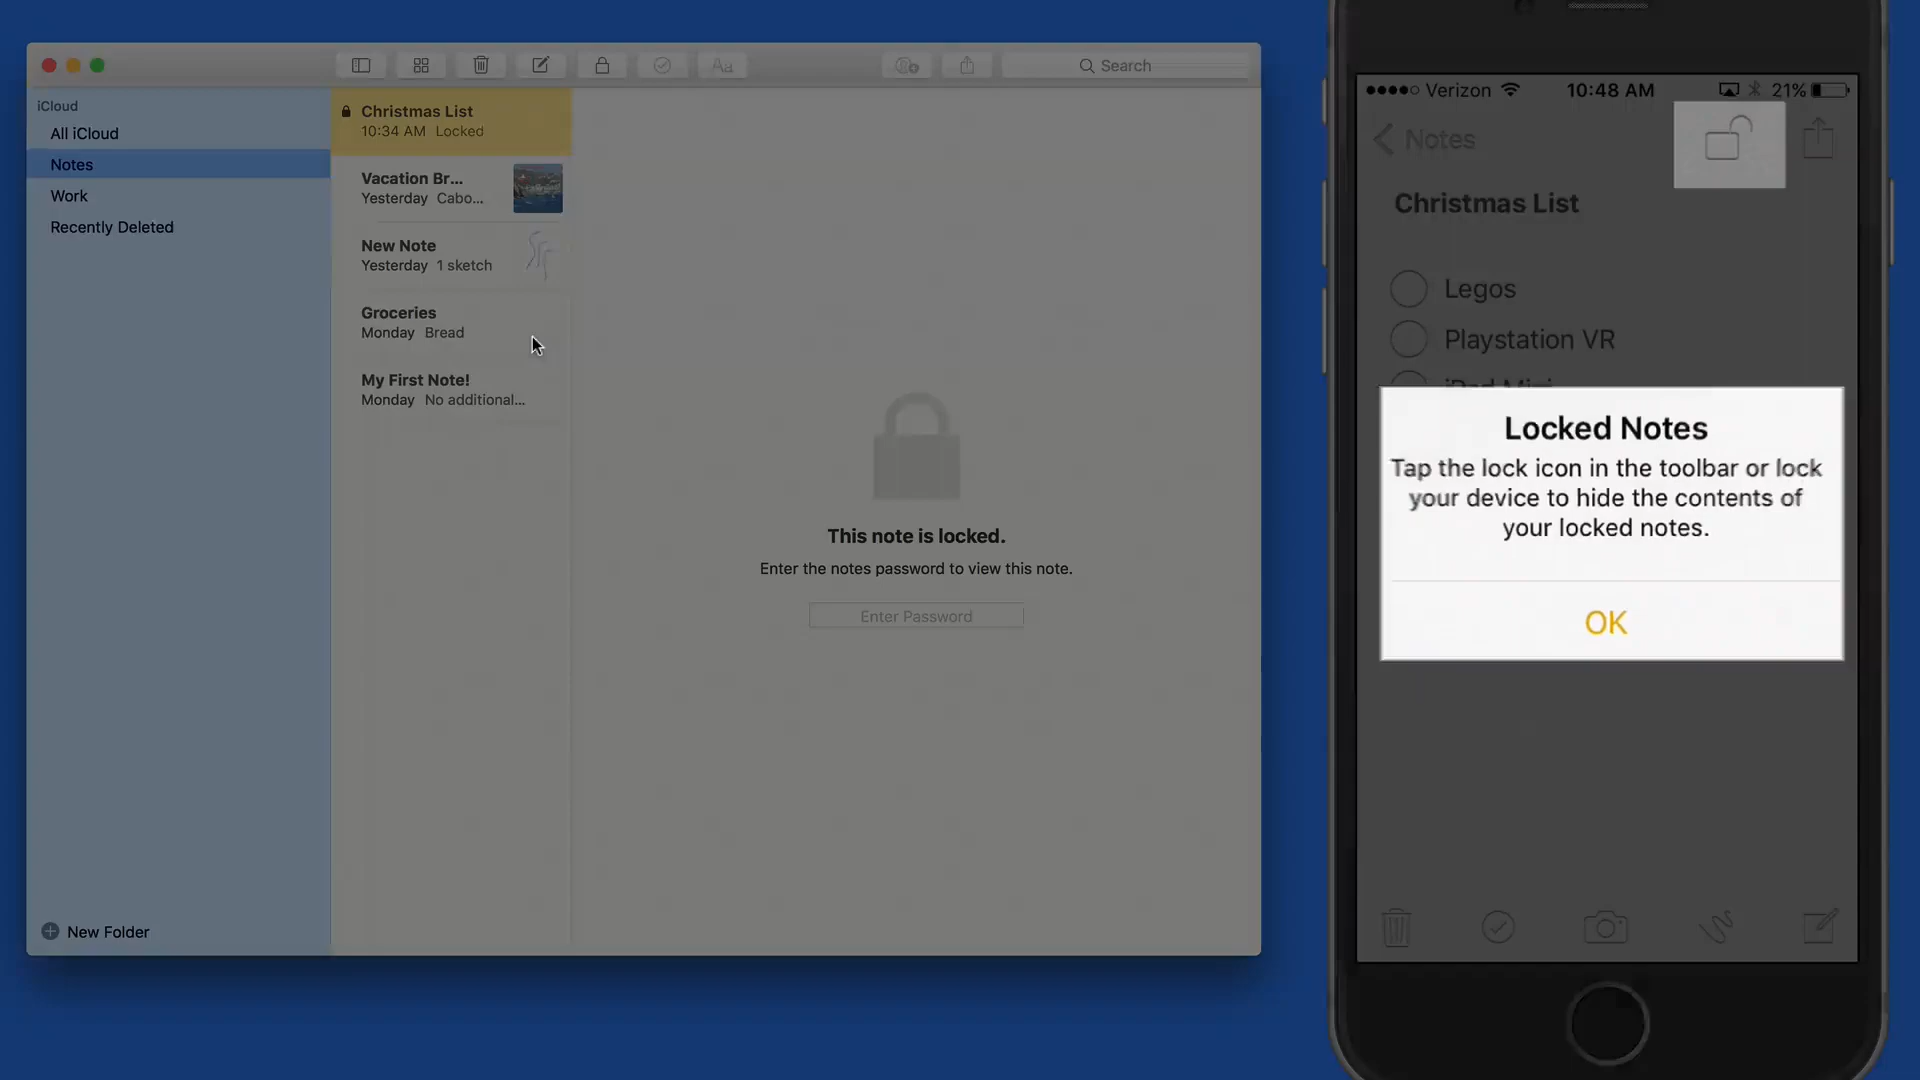 Aa
Search
iCloud
All iCloud
Notes
Work
Recently Deleted
New Folder
Christmas List
10:34 AM Locked
Vacation Br...
Yesterday Cabo...
New Note
Yesterday 1 sketch
Groceries
Monday Bread
My First Note!
Monday No additional...
This note is locked.
Enter the notes password to view this note.
Enter Password
Verizon 10:48 AM 21%
Notes
Christmas List
Legos
Playstation VR
iPad Mini
Locked Notes
Tap the lock icon in the toolbar or lock
your device to hide the contents of
your locked notes.
OK